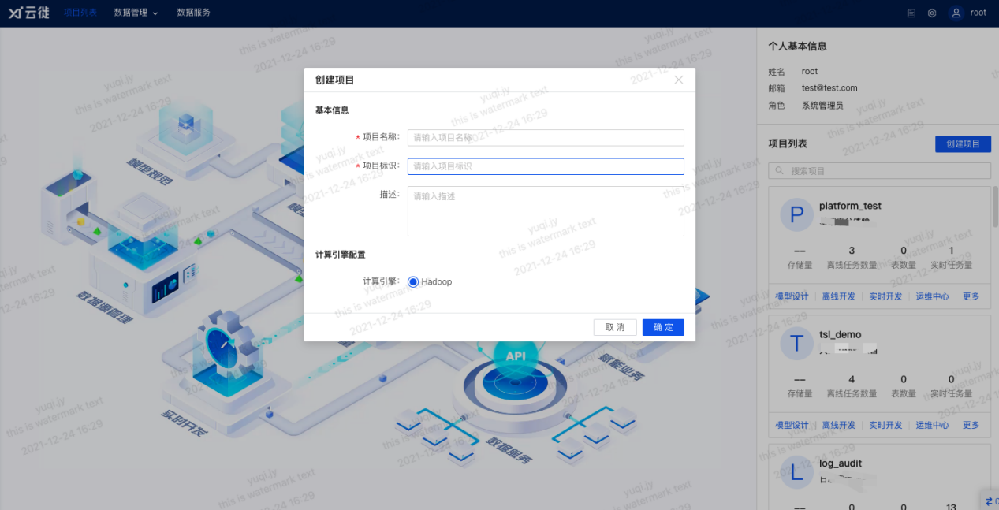 云徙
项目列表 数据管理 数据服务
root
创建项目
基本信息
* 项目名称: 请输入项目名称
* 项目标识: 请输入项目标识
描述: 请输入描述
计算引擎配置
计算引擎: Hadoop
取 消 确 定
模型规范
数据源管理
实时开发
API
赋能业务
数据服务
个人基本信息
姓名 root
邮箱 test@test.com
角色 系统管理员
项目列表 创建项目
搜索项目
P platform_test
-- 3 0 1
存储量 离线任务数量 表数量 实时任务量
模型设计 离线开发 实时开发 运维中心 更多
T tsl_demo
-- 4 0 0
存储量 离线任务数量 表数量 实时任务量
模型设计 离线开发 实时开发 运维中心 更多
L log_audit
-- 0 0 13
yuqi.jy
this is watermark text
2021-12-24 16:29